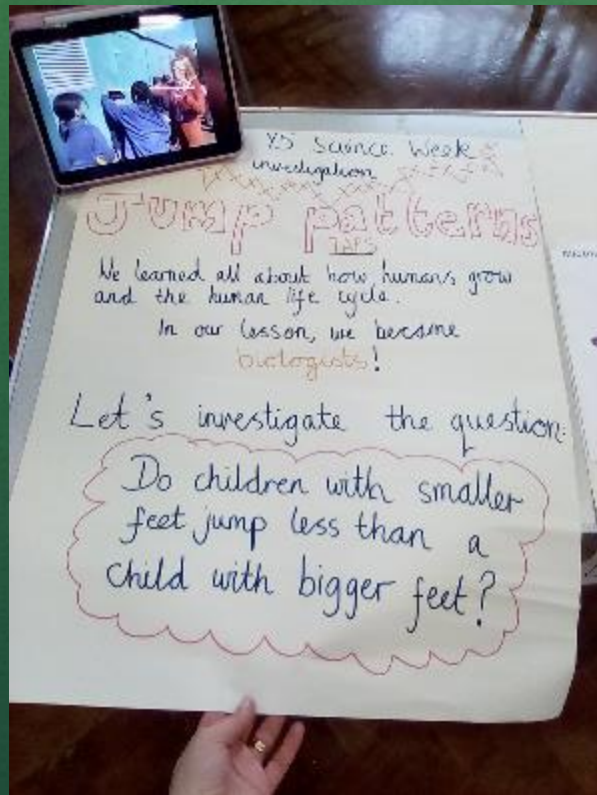 Y5 Science Week
investigation
Jump patterns
TAPS
We learned all about how humans grow
and the human life cycle.
In our lesson, we became
biologists!
Let's investigate the question:
Do children with smaller
feet jump less than a
child with bigger feet?